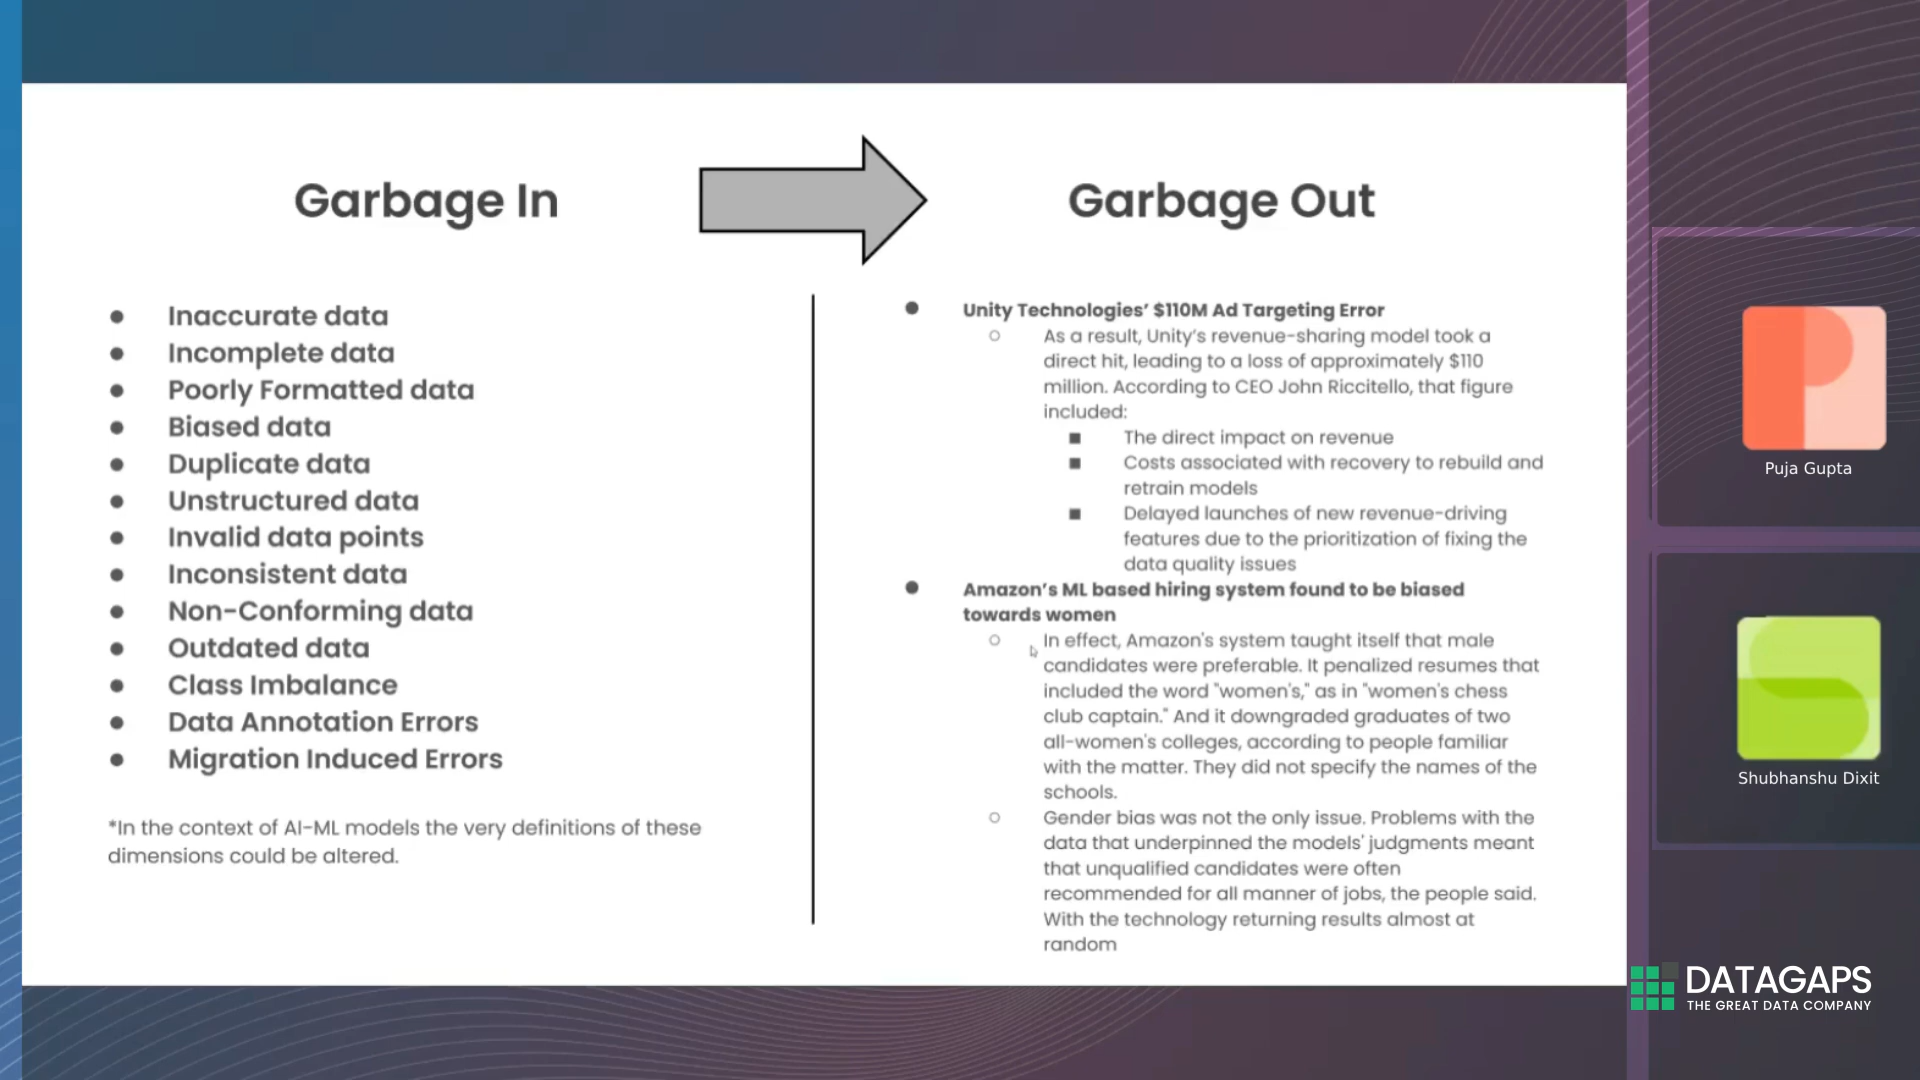 Garbage In
Garbage Out
● Inaccurate data
● Incomplete data
● Poorly Formatted data
● Biased data
● Duplicate data
● Unstructured data
● Invalid data points
● Inconsistent data
● Non-Conforming data
● Outdated data
● Class Imbalance
● Data Annotation Errors
● Migration Induced Errors
*In the context of AI-ML models the very definitions of these
dimensions could be altered.
● Unity Technologies’ $110M Ad Targeting Error
○ As a result, Unity’s revenue-sharing model took a
direct hit, leading to a loss of approximately $110
million. According to CEO John Riccitello, that figure
included:
■ The direct impact on revenue
■ Costs associated with recovery to rebuild and
retrain models
■ Delayed launches of new revenue-driving
features due to the prioritization of fixing the
data quality issues
● Amazon’s ML based hiring system found to be biased
towards women
○ In effect, Amazon's system taught itself that male
candidates were preferable. It penalized resumes that
included the word "women's," as in "women's chess
club captain." And it downgraded graduates of two
all-women's colleges, according to people familiar
with the matter. They did not specify the names of the
schools.
○ Gender bias was not the only issue. Problems with the
data that underpinned the models' judgments meant
that unqualified candidates were often
recommended for all manner of jobs, the people said.
With the technology returning results almost at
random
Puja Gupta
Shubhanshu Dixit
DATAGAPS
THE GREAT DATA COMPANY